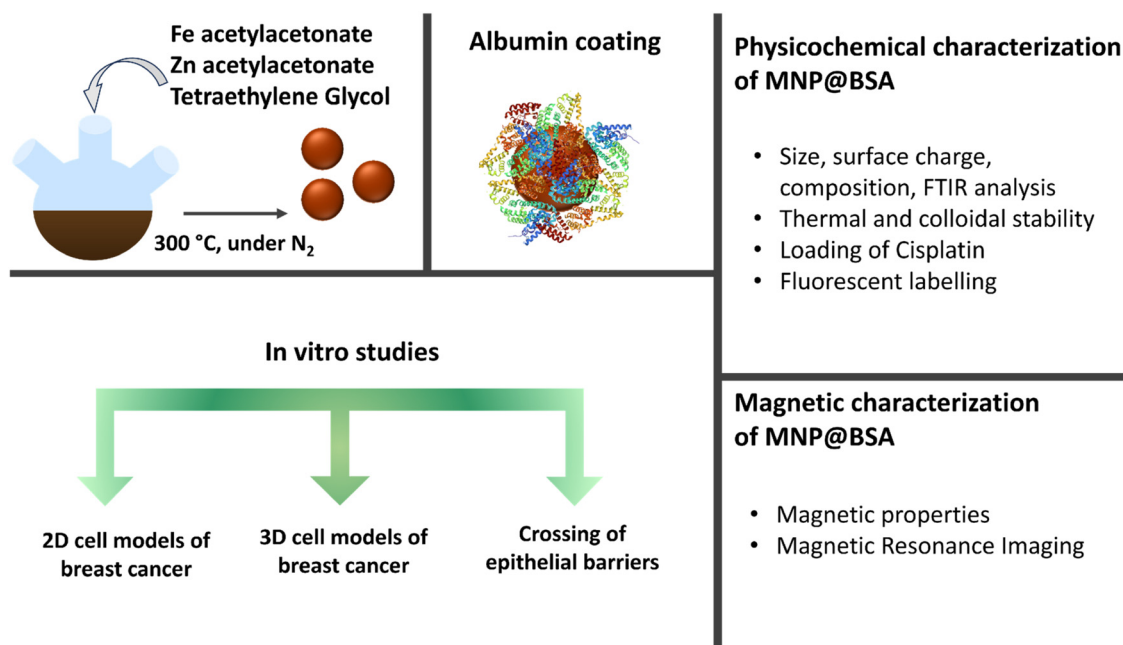 Fe acetylacetonate
Zn acetylacetonate
Tetraethylene Glycol
300 °C, under N₂
Albumin coating
Physicochemical characterization
of MNP@BSA
• Size, surface charge,
composition, FTIR analysis
• Thermal and colloidal stability
• Loading of Cisplatin
• Fluorescent labelling
In vitro studies
2D cell models of
breast cancer
3D cell models of
breast cancer
Crossing of
epithelial barriers
Magnetic characterization
of MNP@BSA
• Magnetic properties
• Magnetic Resonance Imaging